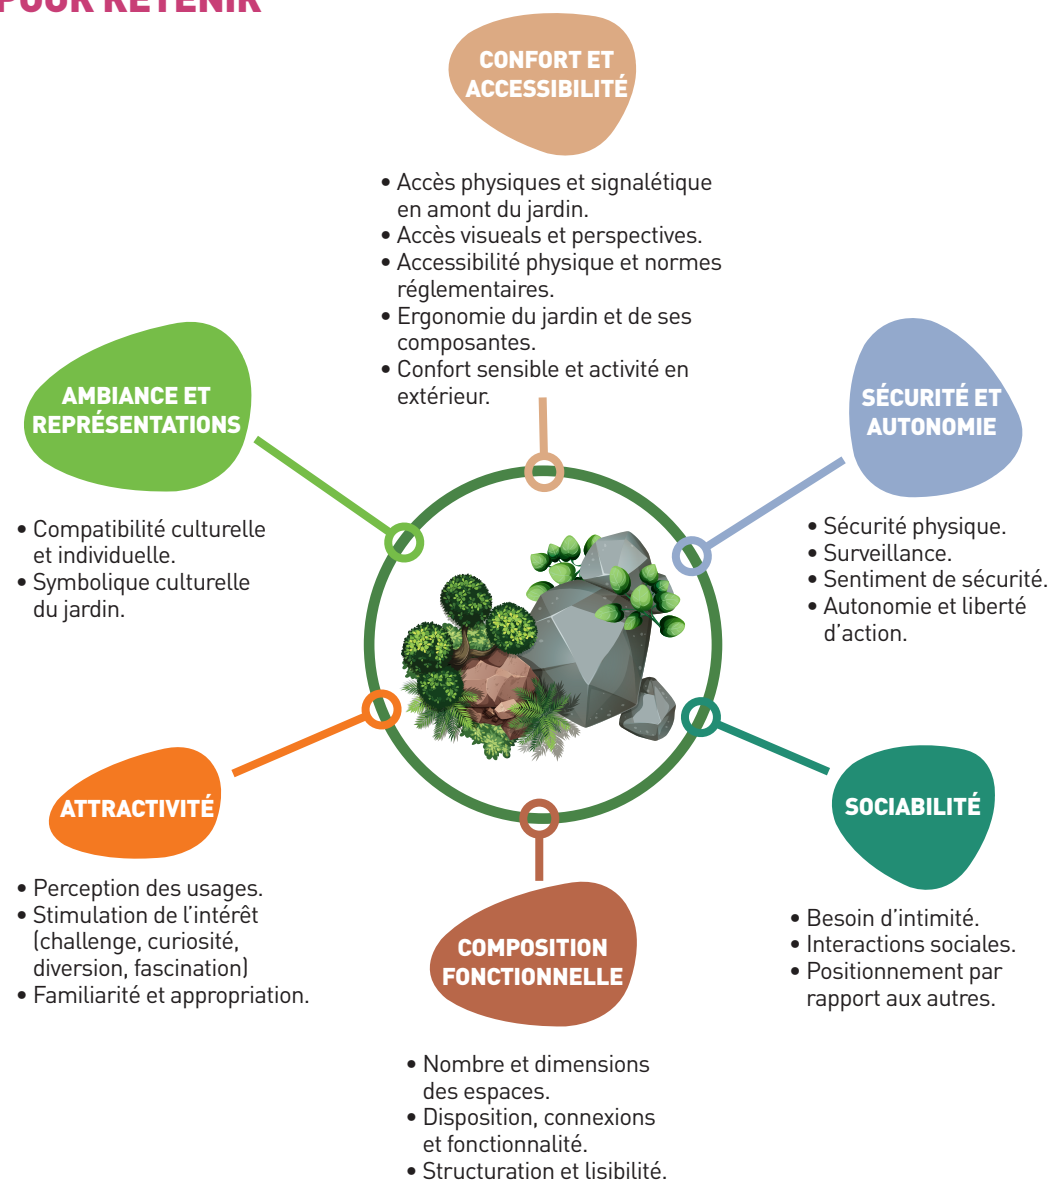 POUR RETENIR
CONFORT ET
ACCESSIBILITÉ
• Accès physiques et signalétique
en amont du jardin.
• Accès visueals et perspectives.
• Accessibilité physique et normes
réglementaires.
• Ergonomie du jardin et de ses
composantes.
• Confort sensible et activité en
extérieur.
AMBIANCE ET
REPRÉSENTATIONS
• Compatibilité culturelle
et individuelle.
• Symbolique culturelle
du jardin.
SÉCURITÉ ET
AUTONOMIE
• Sécurité physique.
• Surveillance.
• Sentiment de sécurité.
• Autonomie et liberté
d’action.
ATTRACTIVITÉ
• Perception des usages.
• Stimulation de l’intérêt
(challenge, curiosité,
diversion, fascination)
• Familiarité et appropriation.
COMPOSITION
FONCTIONNELLE
• Nombre et dimensions
des espaces.
• Disposition, connexions
et fonctionnalité.
• Structuration et lisibilité.
SOCIABILITÉ
• Besoin d’intimité.
• Interactions sociales.
• Positionnement par
rapport aux autres.